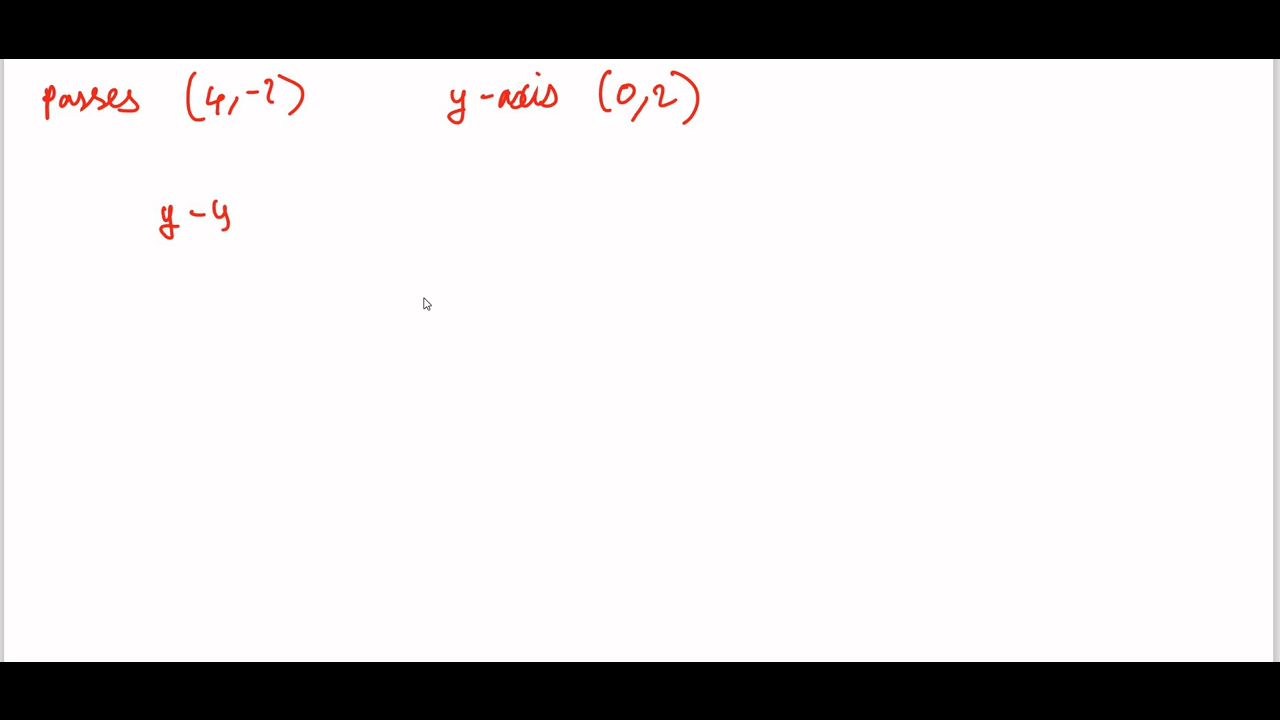 passes (4,-2) y-axis (0,2)
y - y